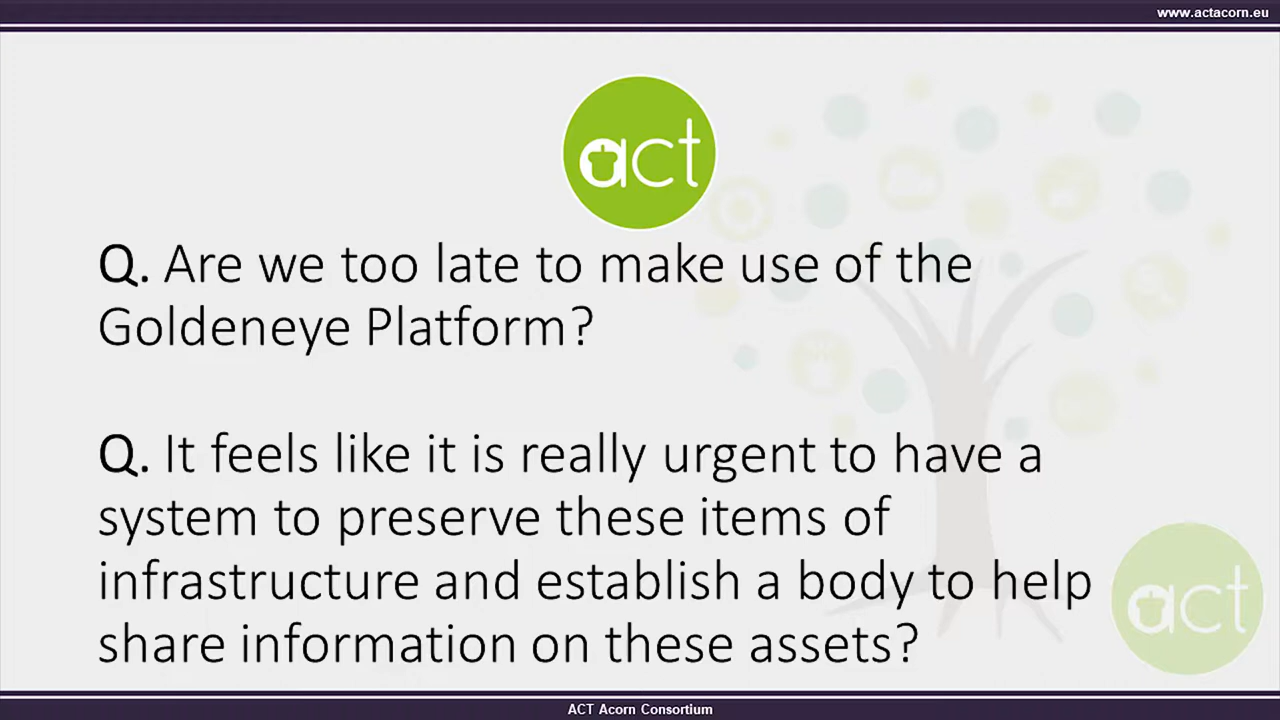 www.actacorn.eu
act
Q. Are we too late to make use of the
Goldeneye Platform?
Q. It feels like it is really urgent to have a
system to preserve these items of
infrastructure and establish a body to help
share information on these assets?
act
ACT Acorn Consortium